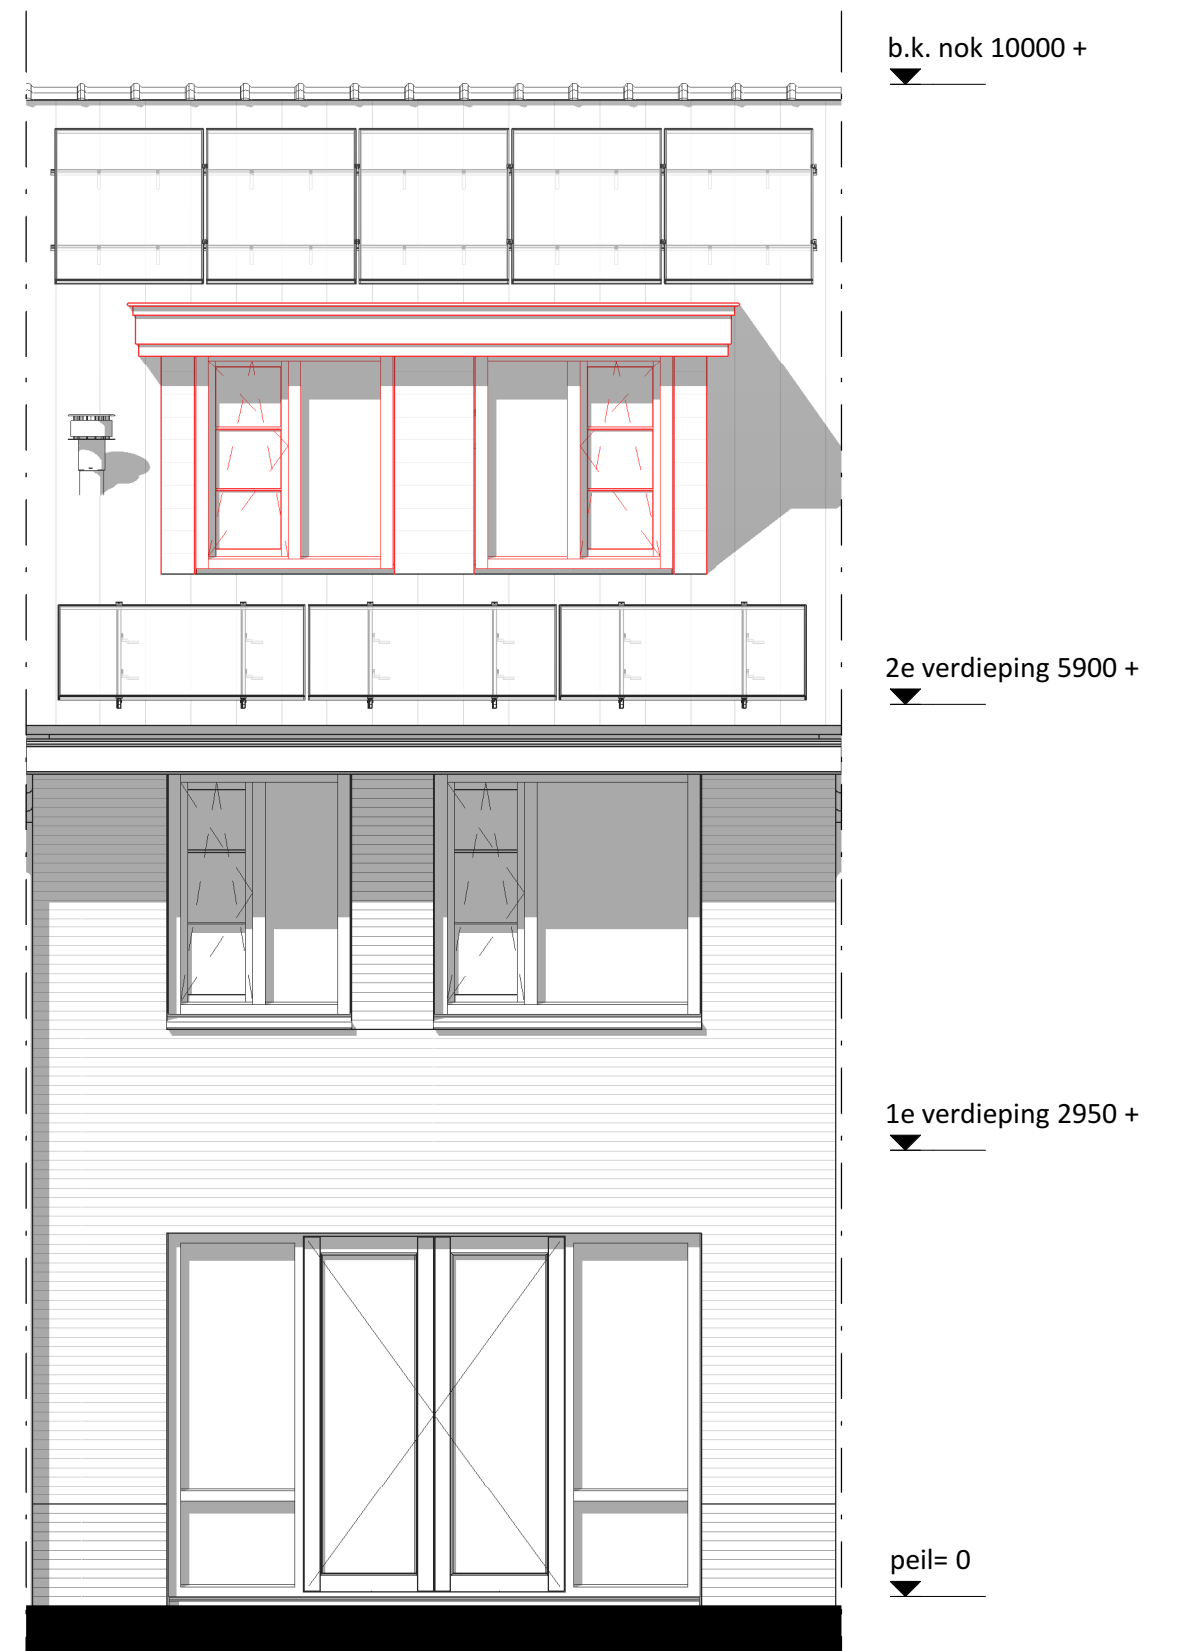 b.k. nok 10000 +
2e verdieping 5900 +
1e verdieping 2950 +
peil= 0